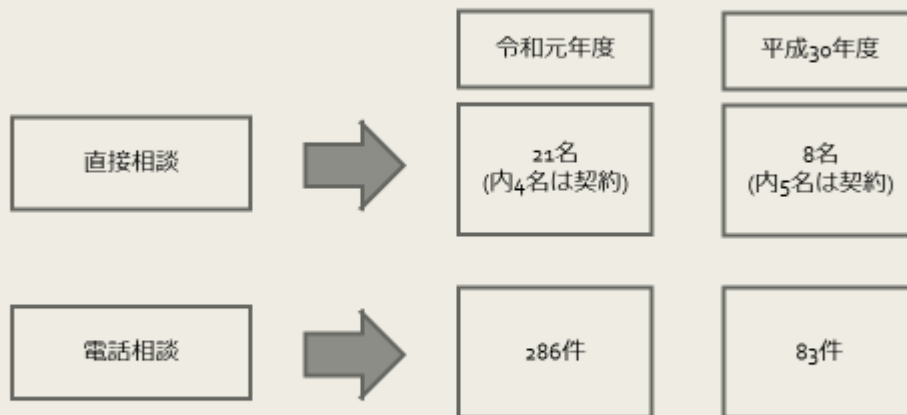 令和元年度
平成30年度
直接相談
21名
(内4名は契約)
8名
(内5名は契約)
電話相談
286件
83件